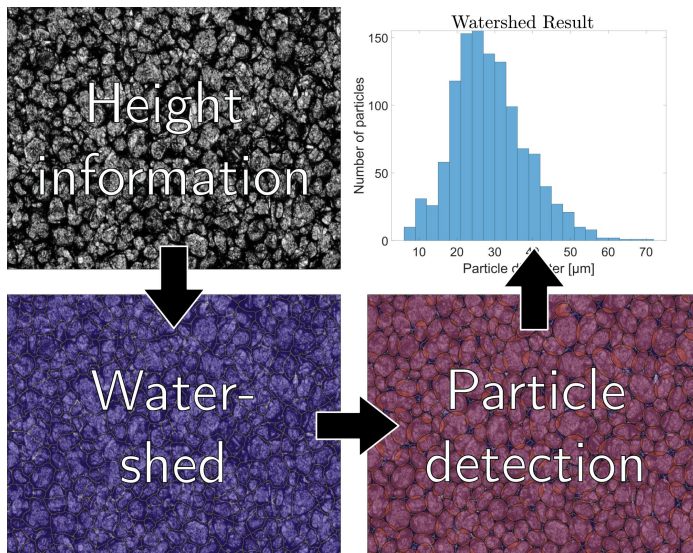 Height
information
Watershed Result
Number of particles
150
100
50
0
10
20
30
40
50
60
70
Particle [µm]
Water-
shed
Particle
detection